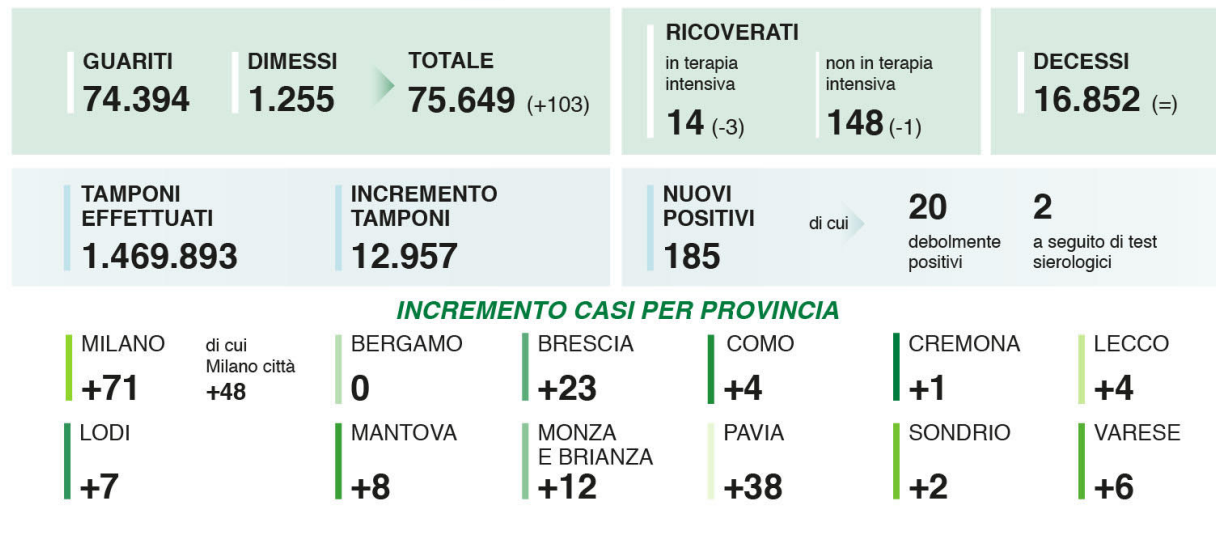 GUARITI
74.394
DIMESSI
1.255
TOTALE
75.649 (+103)
RICOVERATI
in terapia
intensiva
14 (-3)
non in terapia
intensiva
148 (-1)
DECESSI
16.852 (=)
TAMPONI
EFFETTUATI
1.469.893
INCREMENTO
TAMPONI
12.957
NUOVI
POSITIVI
185
di cui
20
debolmente
positivi
2
a seguito di test
sierologici
INCREMENTO CASI PER PROVINCIA
MILANO
+71
di cui
Milano città
+48
BERGAMO
0
BRESCIA
+23
COMO
+4
CREMONA
+1
LECCO
+4
LODI
+7
MANTOVA
+8
MONZA
E BRIANZA
+12
PAVIA
+38
SONDRIO
+2
VARESE
+6